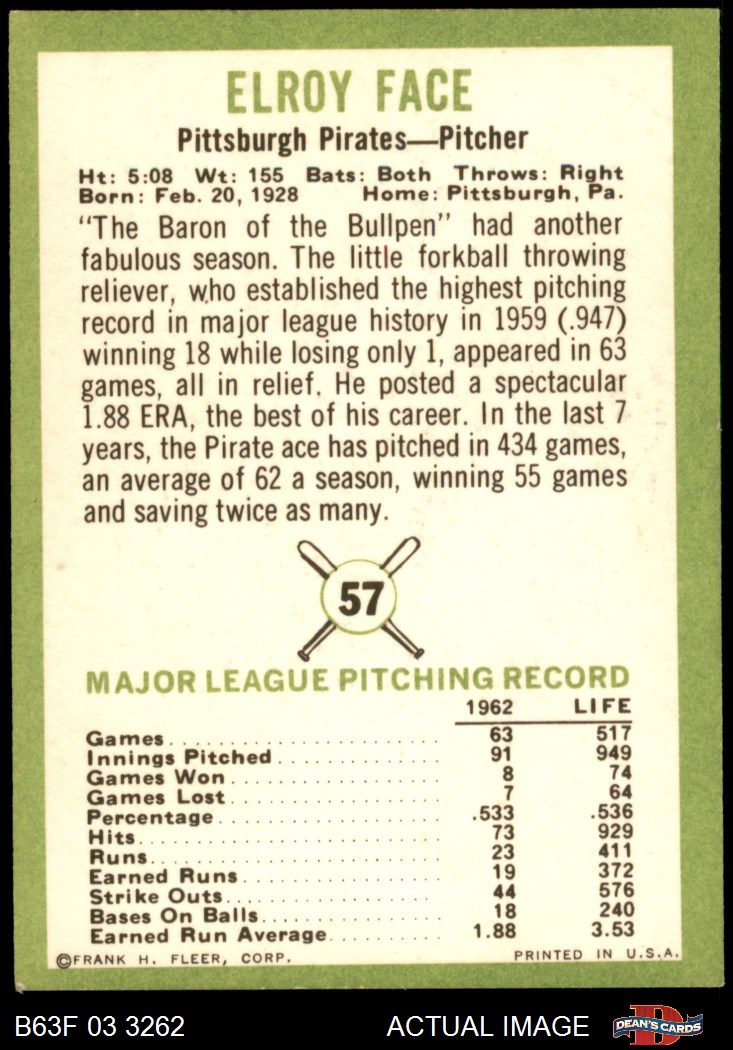 ELROY FACE
Pittsburgh Pirates—Pitcher
Ht: 5:08 Wt: 155 Bats: Both Throws: Right
Born: Feb. 20, 1928 Home: Pittsburgh, Pa.
"The Baron of the Bullpen" had another
fabulous season. The little forkball throwing
reliever, who established the highest pitching
record in major league history in 1959 (.947)
winning 18 while losing only 1, appeared in 63
games, all in relief. He posted a spectacular
1.88 ERA, the best of his career. In the last 7
years, the Pirate ace has pitched in 434 games,
an average of 62 a season, winning 55 games
and saving twice as many.
57
MAJOR LEAGUE PITCHING RECORD
1962 LIFE
Games 63 517
Innings Pitched 91 949
Games Won 8 74
Games Lost 7 64
Percentage .533 .536
Hits 73 929
Runs 23 411
Earned Runs 19 372
Strike Outs 44 576
Bases On Balls 18 240
Earned Run Average 1.88 3.53
©FRANK H. FLEER, CORP. PRINTED IN U.S.A.
B63F 03 3262 ACTUAL IMAGE D DEAN'S CARDS